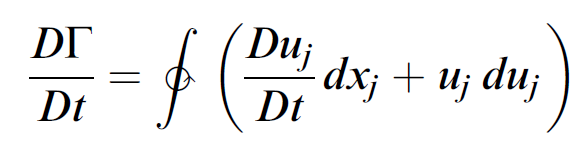 DΓ/Dt = ∮ (Du_j/Dt dx_j + u_j du_j)